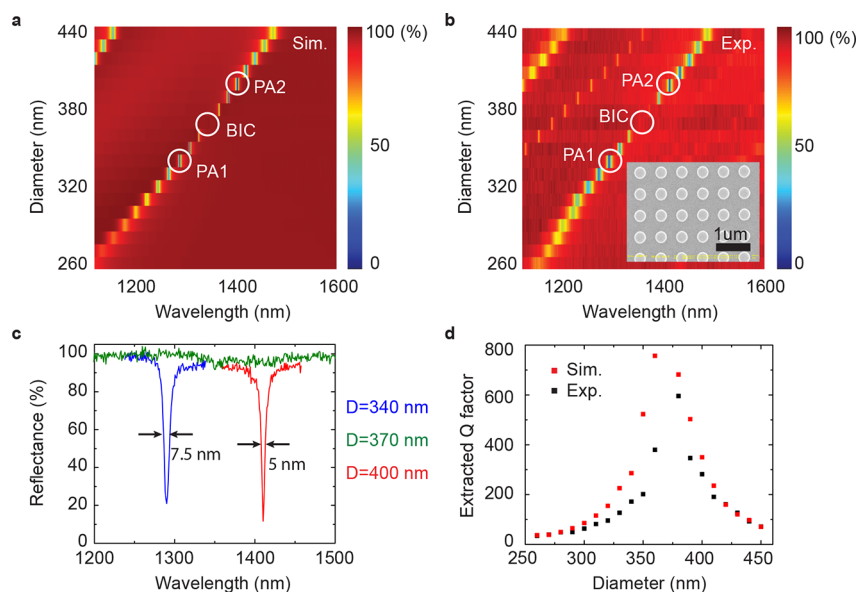 a
440
380
320
260
Diameter (nm)
Sim.
PA2
BIC
PA1
1200
1400
1600
Wavelength (nm)
100 (%)
50
0
b
440
380
320
260
Diameter (nm)
Exp.
PA2
BIC
PA1
1um
1200
1400
1600
Wavelength (nm)
100 (%)
50
0
c
100
80
60
40
20
0
Reflectance (%)
7.5 nm
5 nm
1200
1300
1400
1500
Wavelength (nm)
D=340 nm
D=370 nm
D=400 nm
d
800
600
400
200
0
Extracted Q factor
Sim.
Exp.
250
300
350
400
450
Diameter (nm)